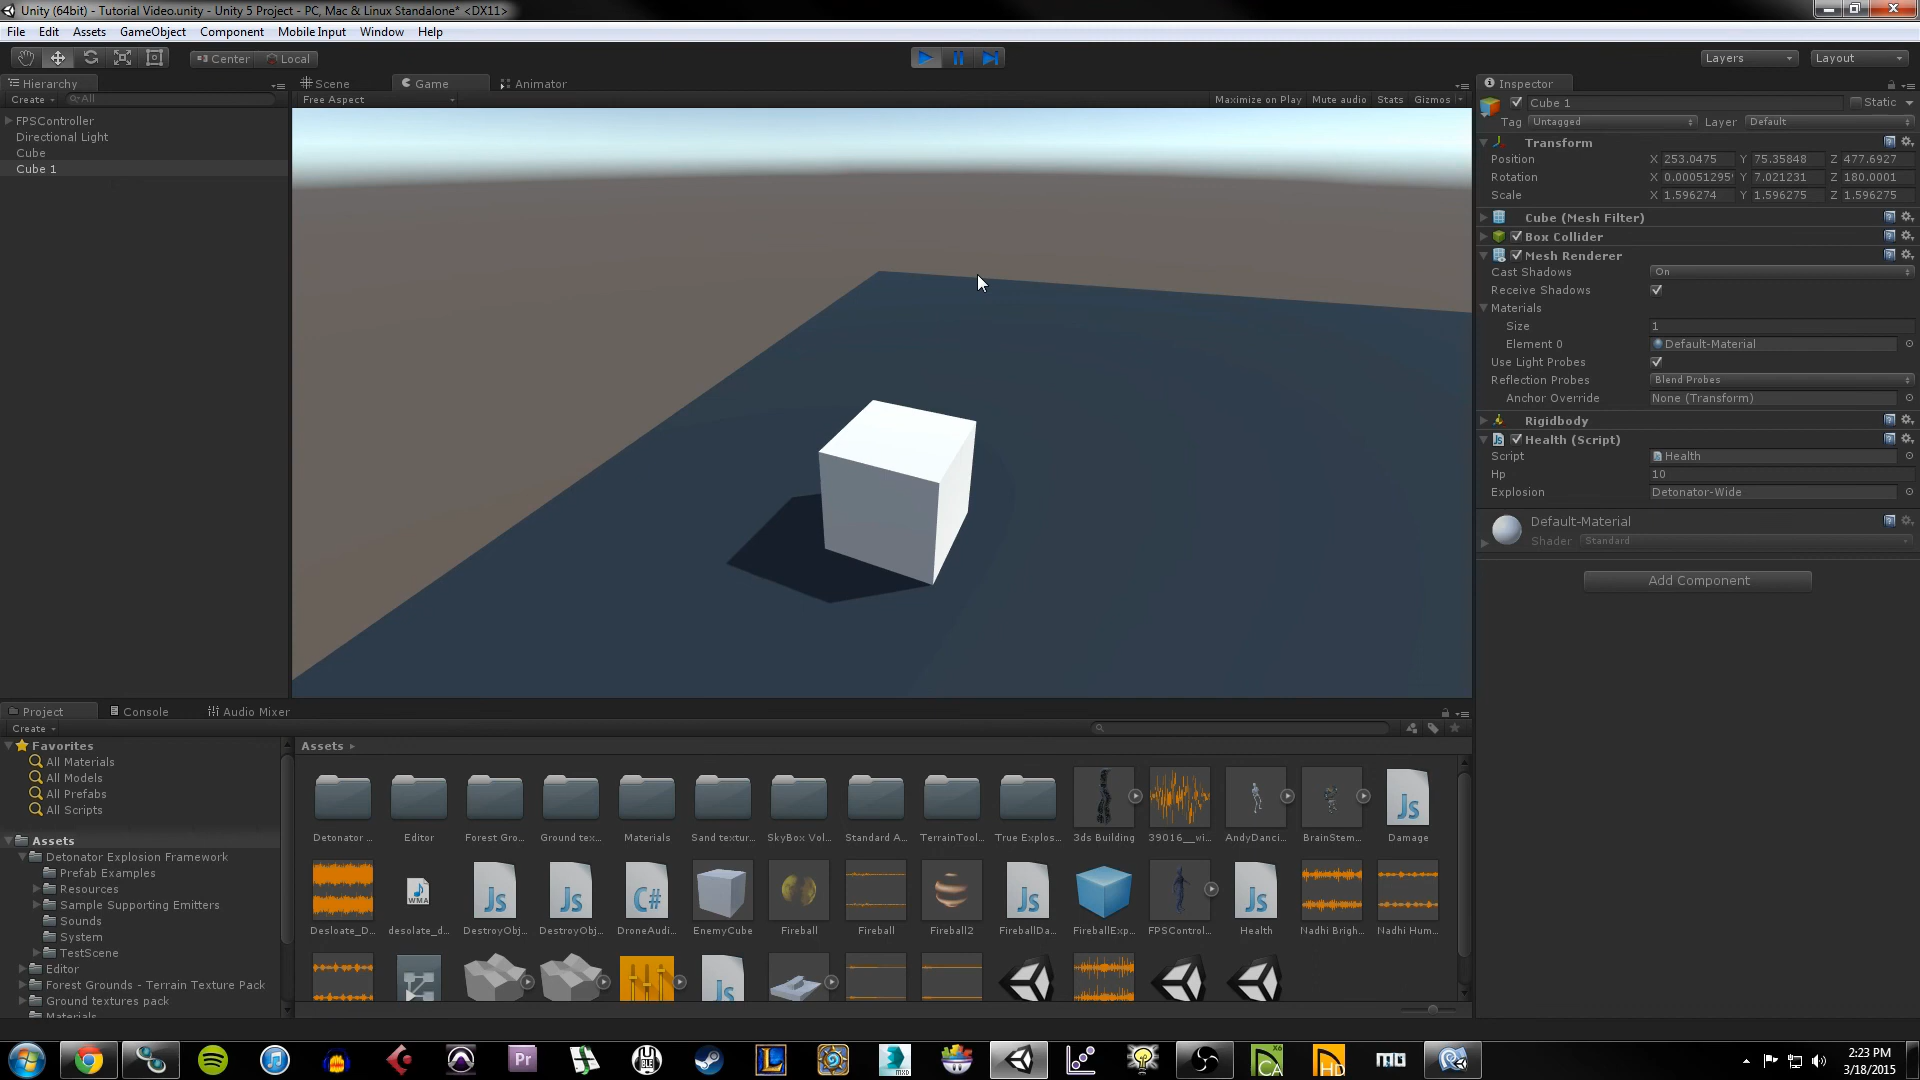 Unity (64bit) - Tutorial Video.unity - Unity 5 Project - PC, Mac & Linux Standalone* <DX11>
File Edit Assets GameObject Component Mobile Input Window Help
Center Local Layers Layout
Hierarchy
Create All
FPSController
Directional Light
Cube
Cube 1
Scene Game Animator
Free Aspect Maximize on Play Mute audio Stats Gizmos
Inspector
Cube 1 Static
Tag Untagged Layer Default
Transform
Position X 253.0475 Y 75.35848 Z 477.6927
Rotation X 0.00051295 Y 7.021231 Z 180.0001
Scale X 1.596274 Y 1.596275 Z 1.596275
Cube (Mesh Filter)
Box Collider
Mesh Renderer
Cast Shadows On
Receive Shadows
Materials
Size 1
Element 0 Default-Material
Use Light Probes
Reflection Probes Blend Probes
Anchor Override None (Transform)
Rigidbody
Health (Script)
Script Health
Hp 10
Explosion Detonator-Wide
Default-Material
Shader Standard
Add Component
Project Console Audio Mixer
Create
Favorites
All Materials
All Models
All Prefabs
All Scripts
Assets
Detonator Explosion Framework
Prefab Examples
Resources
Sample Supporting Emitters
Sounds
System
TestScene
Editor
Forest Grounds - Terrain Texture Pack
Ground textures pack
Materials
Assets
Detonator ... Editor Forest Gro... Ground tex... Materials Sand textur... SkyBox Vol... Standard A... TerrainTool... True Explos... 3ds Building 39016__wi... AndyDanci... BrainStem... Damage
Desloate_D... desolate_d... DestroyObj... DestroyObj... DroneAudi... EnemyCube Fireball Fireball Fireball2 FireballDa... FireballExp... FPSControl... Health Nadhi Brigh... Nadhi Hum...
2:23 PM
3/18/2015